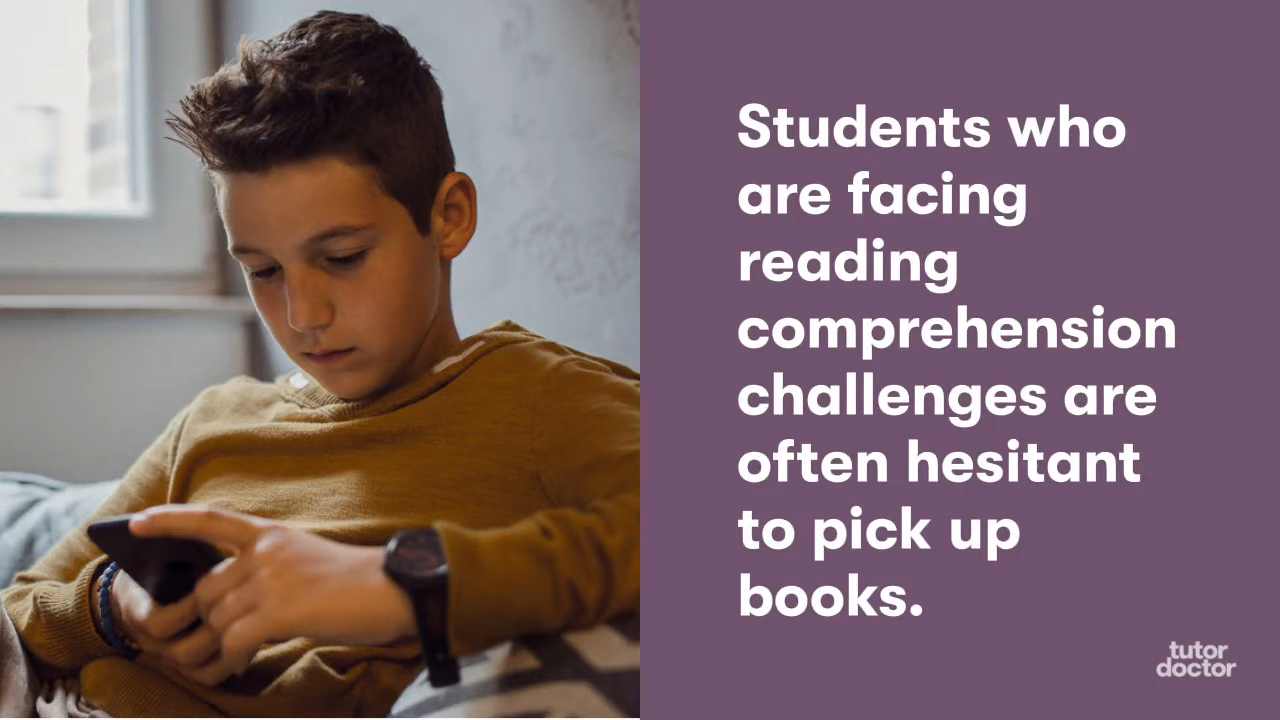 Students who
are facing
reading
comprehension
challenges are
often hesitant
to pick up
books.
tutor
doctor